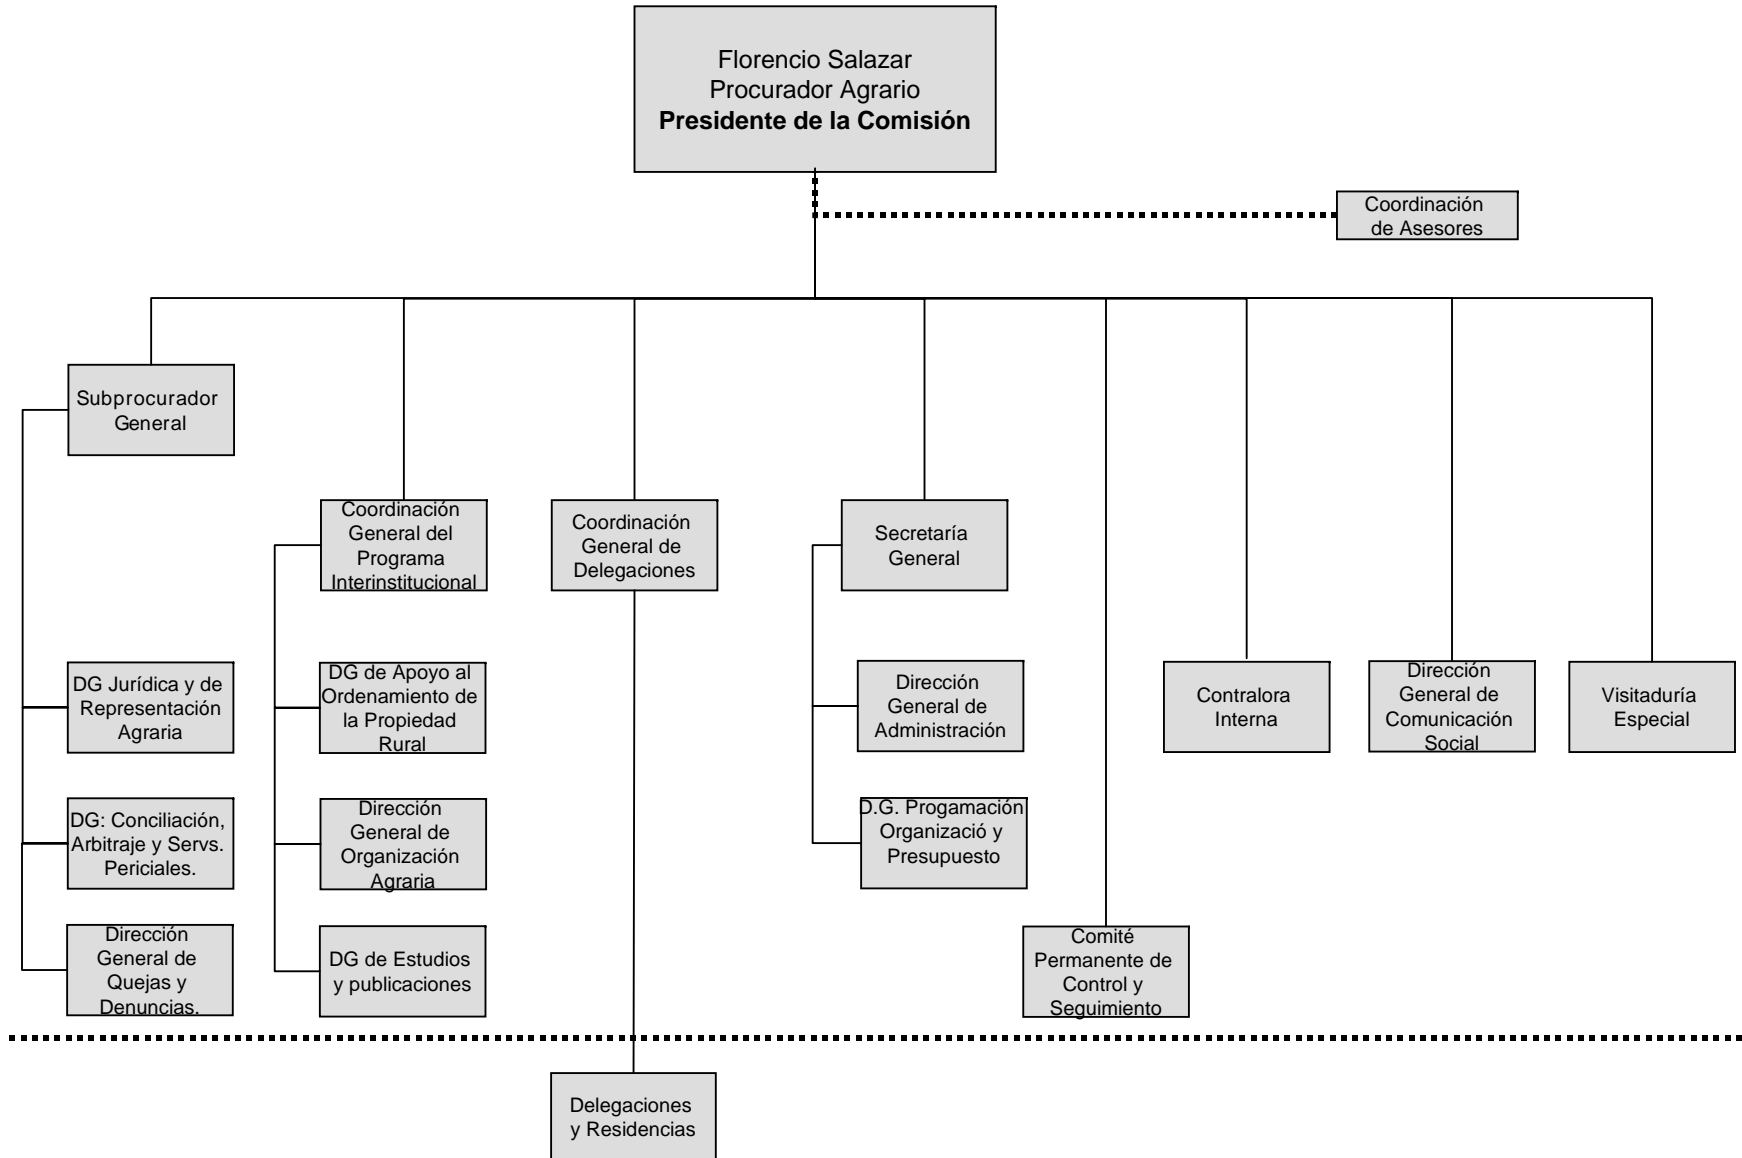 Florencio Salazar
Procurador Agrario
Presidente de la Comisión
Coordinación
de Asesores
Subprocurador
General
Coordinación
General del
Programa
Interinstitucional
Coordinación
General de
Delegaciones
Secretaría
General
DG Jurídica y de
Representación
Agraria
DG de Apoyo al
Ordenamiento de
la Propiedad
Rural
Dirección
General de
Administración
Contralora
Interna
Dirección
General de
Comunicación
Social
Visitaduría
Especial
DG: Conciliación,
Arbitraje y Servs.
Periciales.
Dirección
General de
Organización
Agraria
D.G. Progamación
Organizació y
Presupuesto
Dirección
General de
Quejas y
Denuncias.
DG de Estudios
y publicaciones
Comité
Permanente de
Control y
Seguimiento
Delegaciones
y Residencias